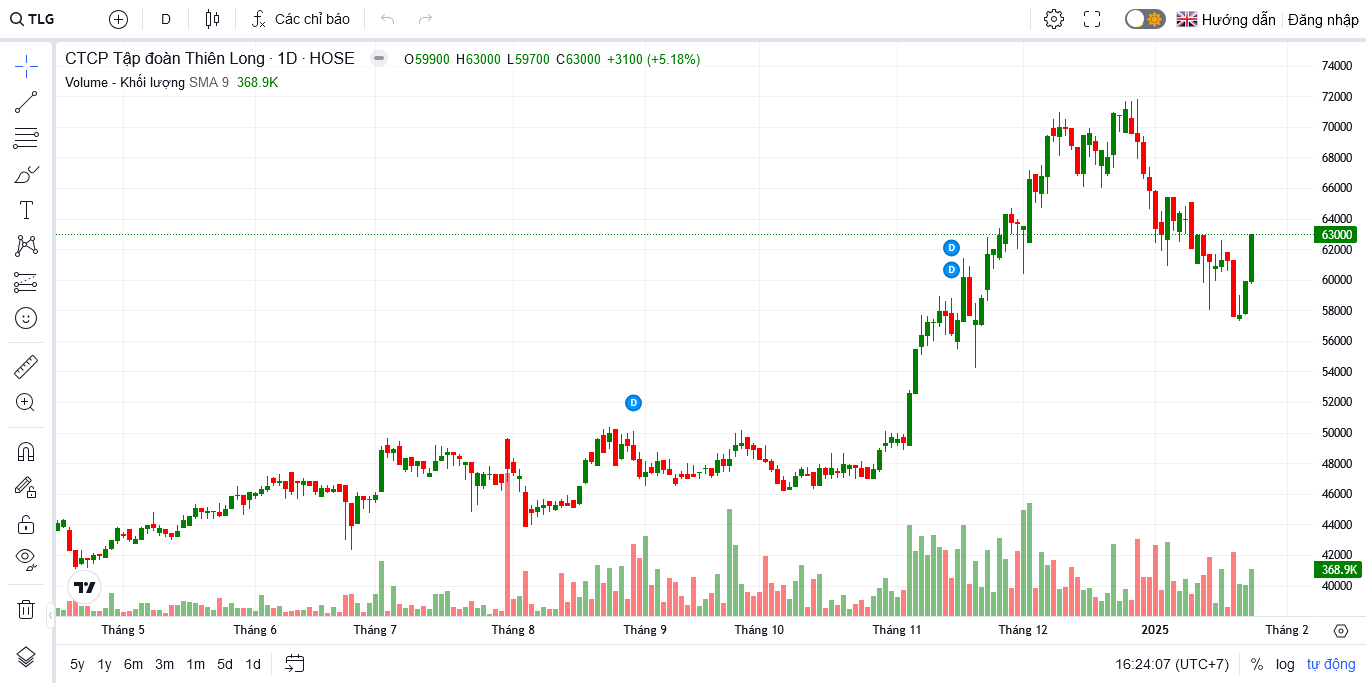 TLG D Các chỉ báo Hướng dẫn Đăng nhập
CTCP Tập đoàn Thiên Long · 1D · HOSE O59900 H63000 L59700 C63000 +3100 (+5.18%)
Volume - Khối lượng SMA 9 368.9K
74000
72000
70000
68000
66000
64000
63000
62000
60000
58000
56000
54000
52000
50000
48000
46000
44000
42000
368.9K
40000
D
D
D
Tháng 5 Tháng 6 Tháng 7 Tháng 8 Tháng 9 Tháng 10 Tháng 11 Tháng 12 2025 Tháng 2
5y 1y 6m 3m 1m 5d 1d 16:24:07 (UTC+7) % log tự động